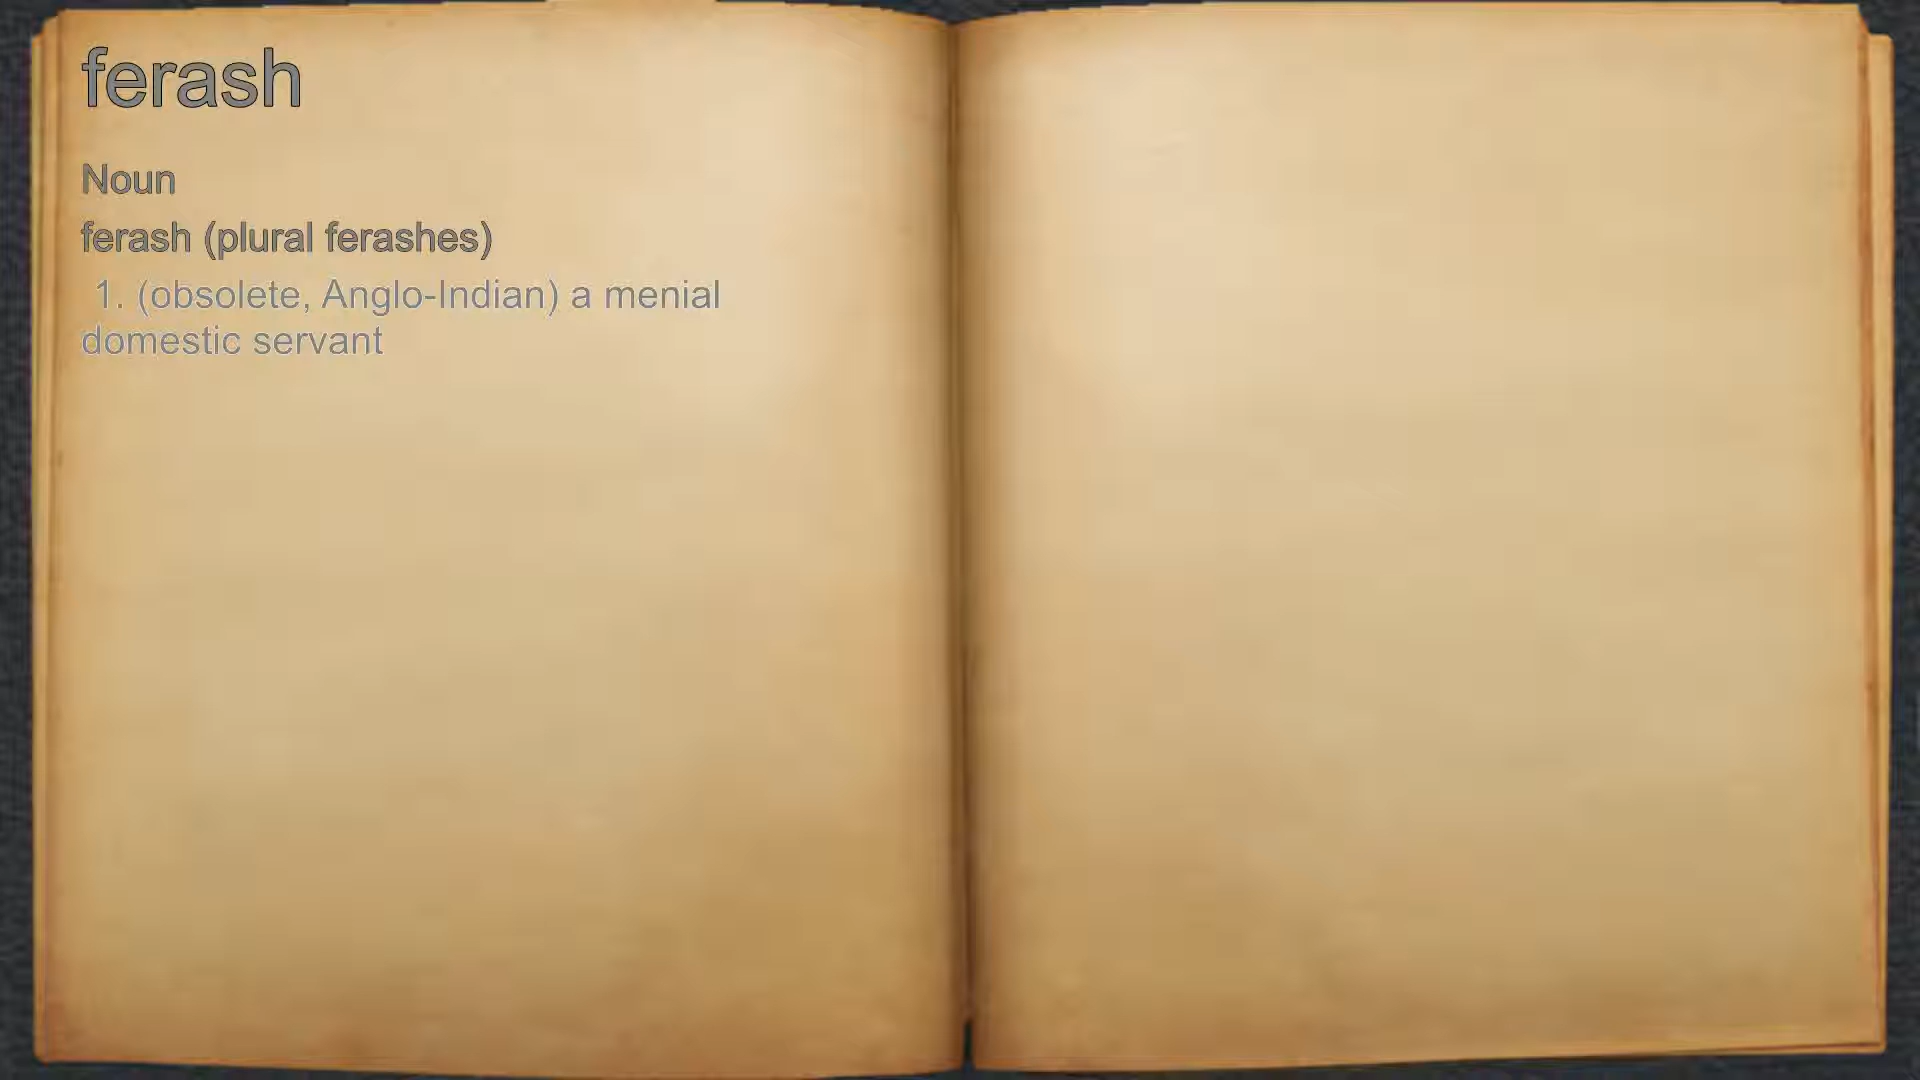 ferash
Noun
ferash (plural ferashes)
1. (obsolete, Anglo-Indian) a menial
domestic servant